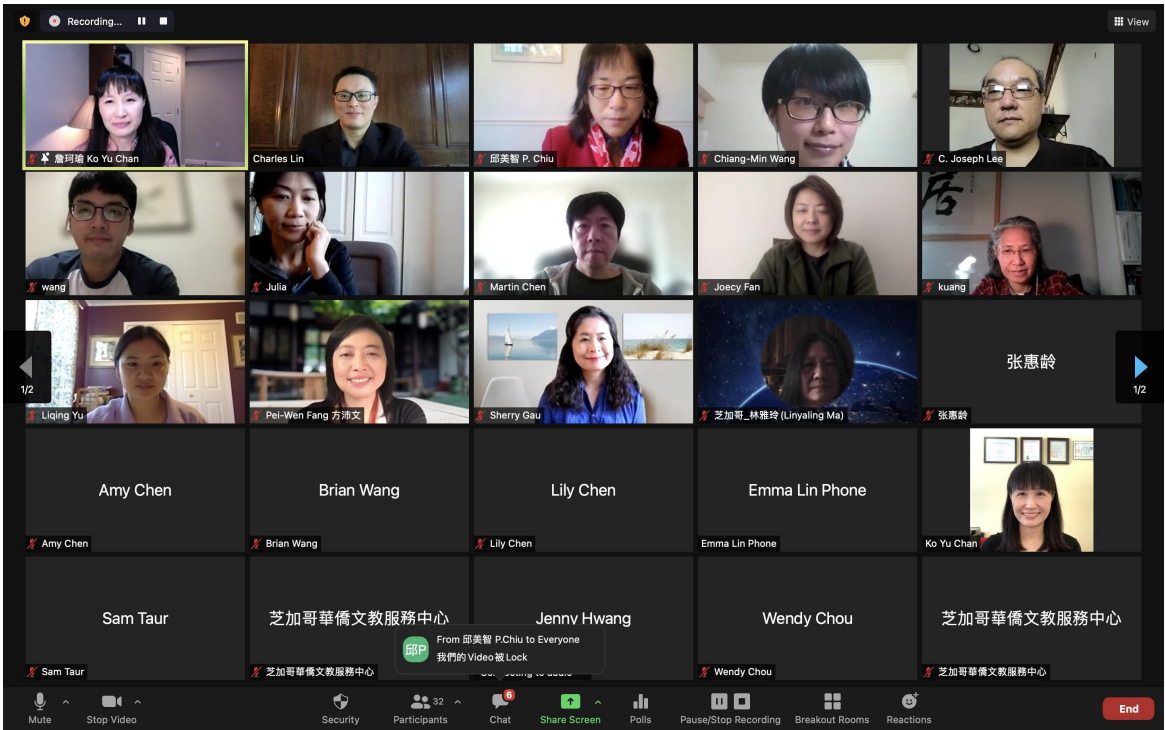 Recording...
View
詹珂瑜 Ko Yu Chan
Charles Lin
邱美智 P. Chiu
Chiang-Min Wang
C. Joseph Lee
居
wang
Julia
Martin Chen
Joecy Fan
kuang
张惠龄
1/2
1/2
Liqing Yu
Pei-Wen Fang 方沛文
Sherry Gau
芝加哥_林雅玲 (Linyaling Ma)
张惠龄
Amy Chen
Brian Wang
Lily Chen
Emma Lin Phone
Amy Chen
Brian Wang
Lily Chen
Emma Lin Phone
Ko Yu Chan
Sam Taur
芝加哥華僑文教服務中心
Jenny Hwang
Wendy Chou
芝加哥華僑文教服務中心
邱P
From 邱美智 P.Chiu to Everyone
我們的Video被Lock
Sam Taur
芝加哥華僑文教服務中心
Connecting to audio
Wendy Chou
芝加哥華僑文教服務中心
32
6
Mute
Stop Video
Security
Participants
Chat
Share Screen
Polls
Pause/Stop Recording
Breakout Rooms
Reactions
End